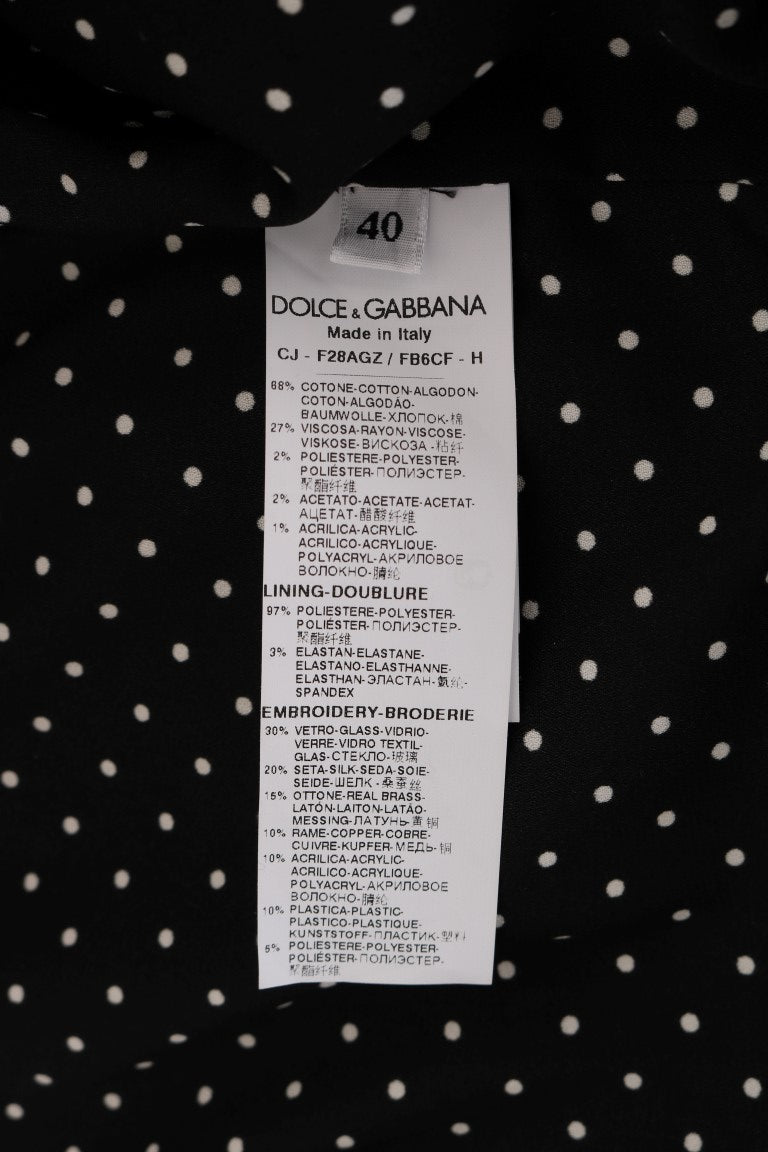 40
DOLCE & GABBANA
Made in Italy
CJ - F28AGZ / FB6CF - H
68% COTONE-COTTON-ALGODON-
COTON-ALGODÃO-
BAUMWOLLE-ХЛОПОК-棉
27% VISCOSA-RAYON-VISCOSE-
VISKOSE-ВИСКОЗА-粘纤
2% POLIESTERE-POLYESTER-
POLIÉSTER-ПОЛИЭСТЕР-
聚酯纤维
2% ACETATO-ACETATE-ACETAT-
АЦЕТАТ-醋酸纤维
1% ACRILICA-ACRYLIC-
ACRILICO-ACRYLIQUE-
POLYACRYL-АКРИЛОВОЕ
ВОЛОКНО-腈纶
LINING-DOUBLURE
97% POLIESTERE-POLYESTER-
POLIÉSTER-ПОЛИЭСТЕР-
聚酯纤维
3% ELASTAN-ELASTANE-
ELASTANO-ELASTHANNE-
ELASTHAN-ЭЛАСТАН-氨纶-
SPANDEX
EMBROIDERY-BRODERIE
30% VETRO-GLASS-VIDRIO-
VERRE-VIDRO TEXTIL-
GLAS-СТЕКЛО-玻璃
20% SETA-SILK-SEDA-SOIE-
SEIDE-ШЕЛК-桑蚕丝
15% OTTONE-REAL BRASS-
LATÓN-LAITON-LATÃO-
MESSING-ЛАТУНЬ-黄铜
10% RAME-COPPER-COBRE-
CUIVRE-KUPFER-МЕДЬ-铜
10% ACRILICA-ACRYLIC-
ACRILICO-ACRYLIQUE-
POLYACRYL-АКРИЛОВОЕ
ВОЛОКНО-腈纶
10% PLASTICA-PLASTIC-
PLASTICO-PLASTIQUE-
KUNSTSTOFF-ПЛАСТИК-塑料
5% POLIESTERE-POLYESTER-
POLIÉSTER-ПОЛИЭСТЕР-
聚酯纤维